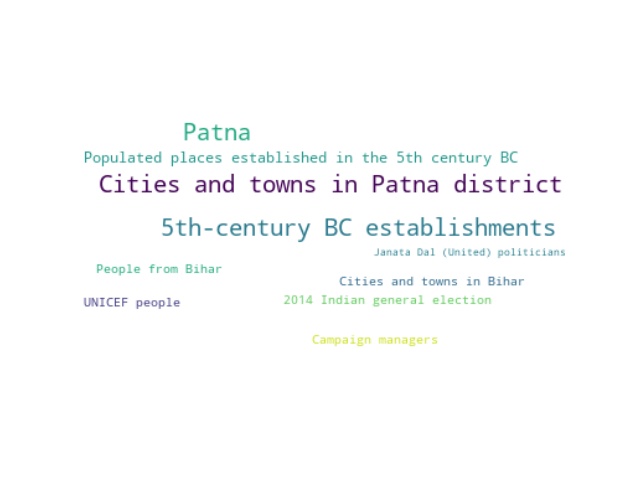 Patna
Populated places established in the 5th century BC
Cities and towns in Patna district
5th-century BC establishments
Janata Dal (United) politicians
People from Bihar
Cities and towns in Bihar
2014 Indian general election
UNICEF people
Campaign managers